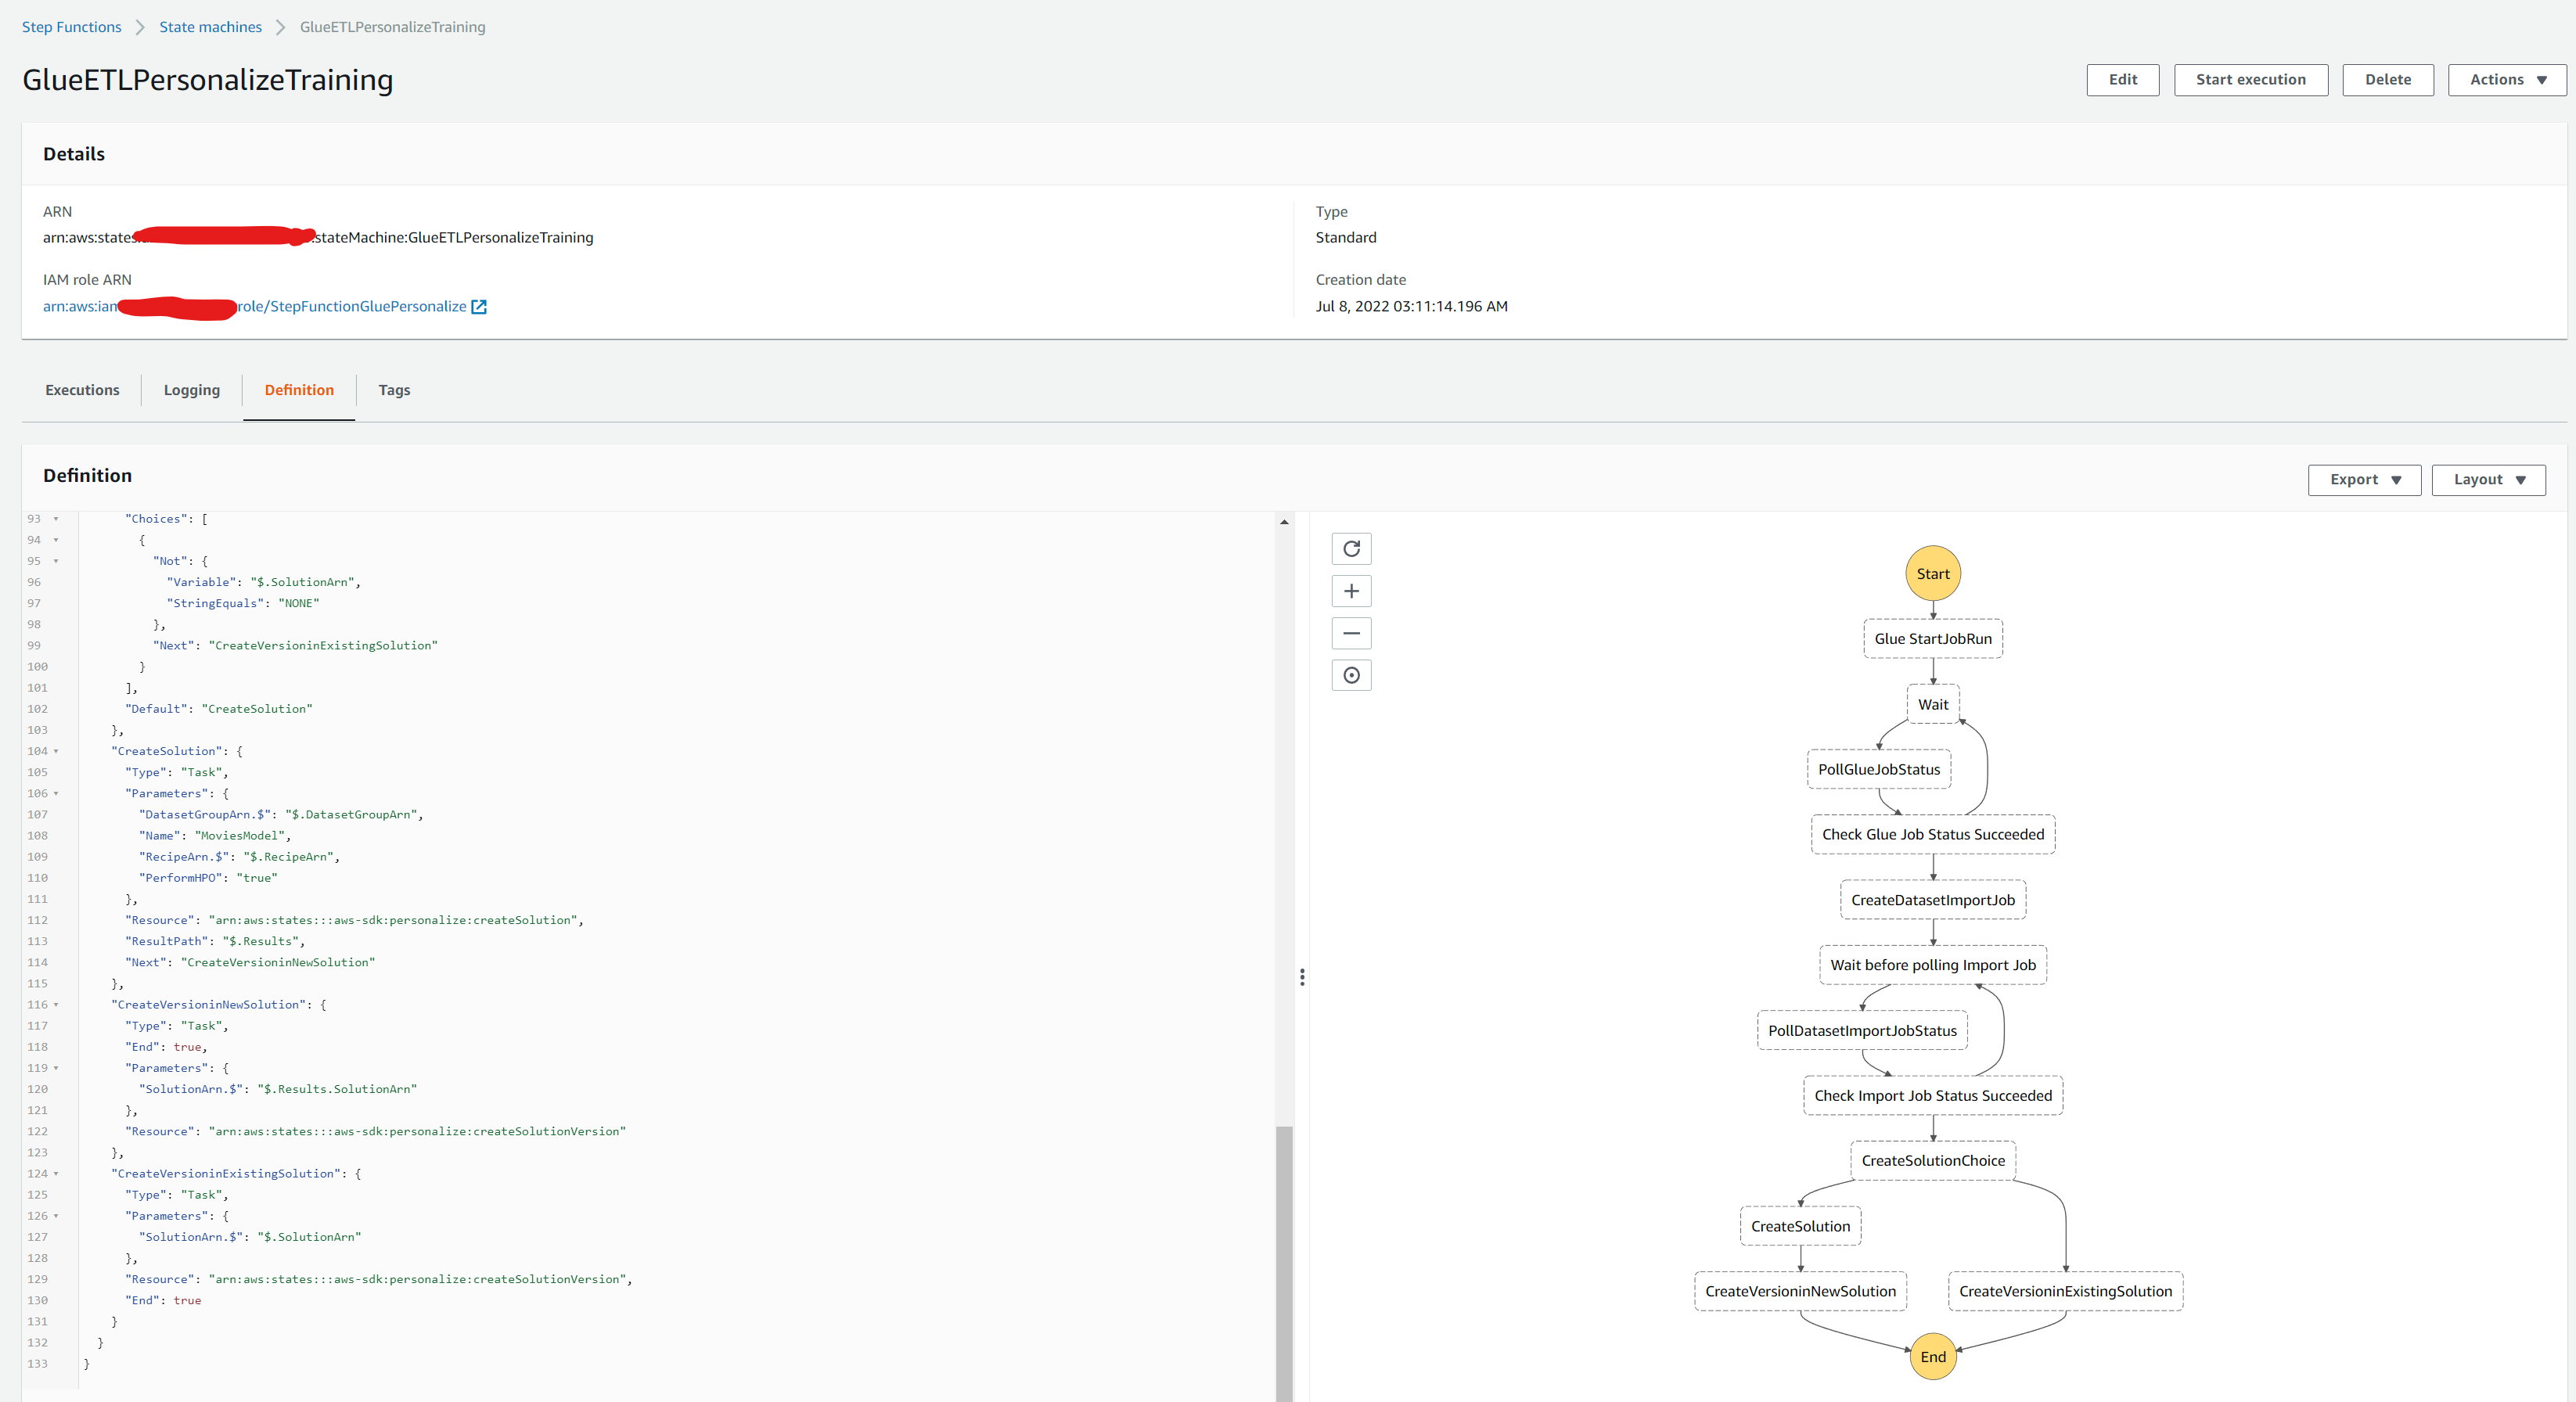 Step Functions > State machines > GlueETLPersonalizeTraining
GlueETLPersonalizeTraining
Edit
Start execution
Delete
Actions
Details
ARN
arn:aws:states: :stateMachine:GlueETLPersonalizeTraining
IAM role ARN
arn:aws:iam role/StepFunctionGluePersonalize
Type
Standard
Creation date
Jul 8, 2022 03:11:14.196 AM
Executions
Logging
Definition
Tags
Definition
Export
Layout
93 "Choices": [
94 {
95 "Not": {
96 "Variable": "$.SolutionArn",
97 "StringEquals": "NONE"
98 },
99 "Next": "CreateVersioninExistingSolution"
100 }
101 ],
102 "Default": "CreateSolution"
103 },
104 "CreateSolution": {
105 "Type": "Task",
106 "Parameters": {
107 "DatasetGroupArn.$": "$.DatasetGroupArn",
108 "Name": "MoviesModel",
109 "RecipeArn.$": "$.RecipeArn",
110 "PerformHPO": "true"
111 },
112 "Resource": "arn:aws:states:::aws-sdk:personalize:createSolution",
113 "ResultPath": "$.Results",
114 "Next": "CreateVersioninNewSolution"
115 },
116 "CreateVersioninNewSolution": {
117 "Type": "Task",
118 "End": true,
119 "Parameters": {
120 "SolutionArn.$": "$.Results.SolutionArn"
121 },
122 "Resource": "arn:aws:states:::aws-sdk:personalize:createSolutionVersion"
123 },
124 "CreateVersioninExistingSolution": {
125 "Type": "Task",
126 "Parameters": {
127 "SolutionArn.$": "$.SolutionArn"
128 },
129 "Resource": "arn:aws:states:::aws-sdk:personalize:createSolutionVersion",
130 "End": true
131 }
132 }
133 }
Start
Glue StartJobRun
Wait
PollGlueJobStatus
Check Glue Job Status Succeeded
CreateDatasetImportJob
Wait before polling Import Job
PollDatasetImportJobStatus
Check Import Job Status Succeeded
CreateSolutionChoice
CreateSolution
CreateVersioninNewSolution
CreateVersioninExistingSolution
End